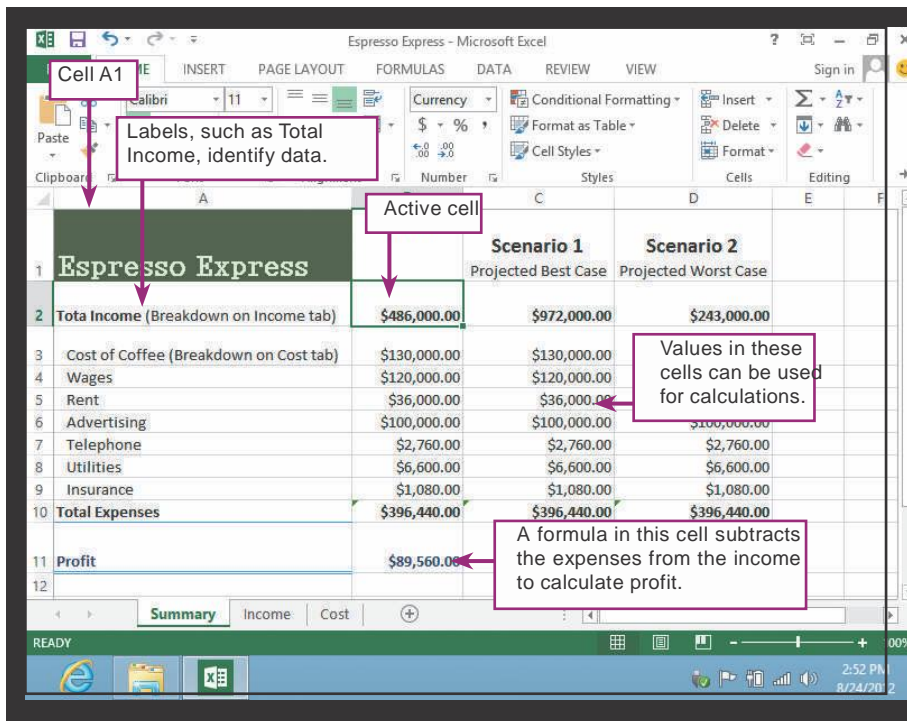 Espresso Express - Microsoft Excel ?
Cell A1 ME INSERT PAGE LAYOUT FORMULAS DATA REVIEW VIEW Sign in
Calibri 11 Currency Conditional Formatting Insert
Paste $ % , Format as Table Delete
Cell Styles Format
Labels, such as Total
Income, identify data.
Clipboard Number Styles Cells Editing
A C D E F
Active cell
Scenario 1 Scenario 2
1 Espresso Express Projected Best Case Projected Worst Case
2 Tota Income (Breakdown on Income tab) $486,000.00 $972,000.00 $243,000.00
3 Cost of Coffee (Breakdown on Cost tab) $130,000.00 $130,000.00
4 Wages $120,000.00 $120,000.00
5 Rent $36,000.00 $36,000.00
Values in these
cells can be used
for calculations.
6 Advertising $100,000.00 $100,000.00 $100,000.00
7 Telephone $2,760.00 $2,760.00 $2,760.00
8 Utilities $6,600.00 $6,600.00 $6,600.00
9 Insurance $1,080.00 $1,080.00 $1,080.00
10 Total Expenses $396,440.00 $396,440.00 $396,440.00
11 Profit $89,560.00
A formula in this cell subtracts
the expenses from the income
to calculate profit.
12
Summary Income Cost
READY 100%
2:52 PM
8/24/2012